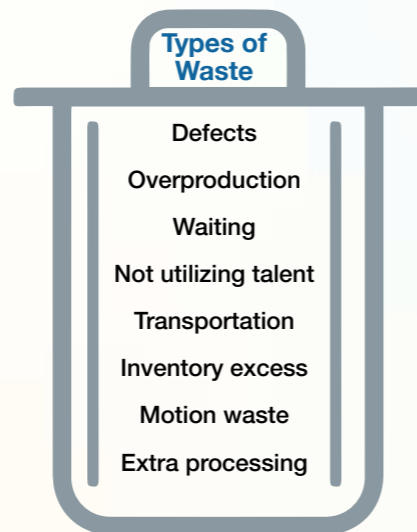 Types of
Waste
Defects
Overproduction
Waiting
Not utilizing talent
Transportation
Inventory excess
Motion waste
Extra processing